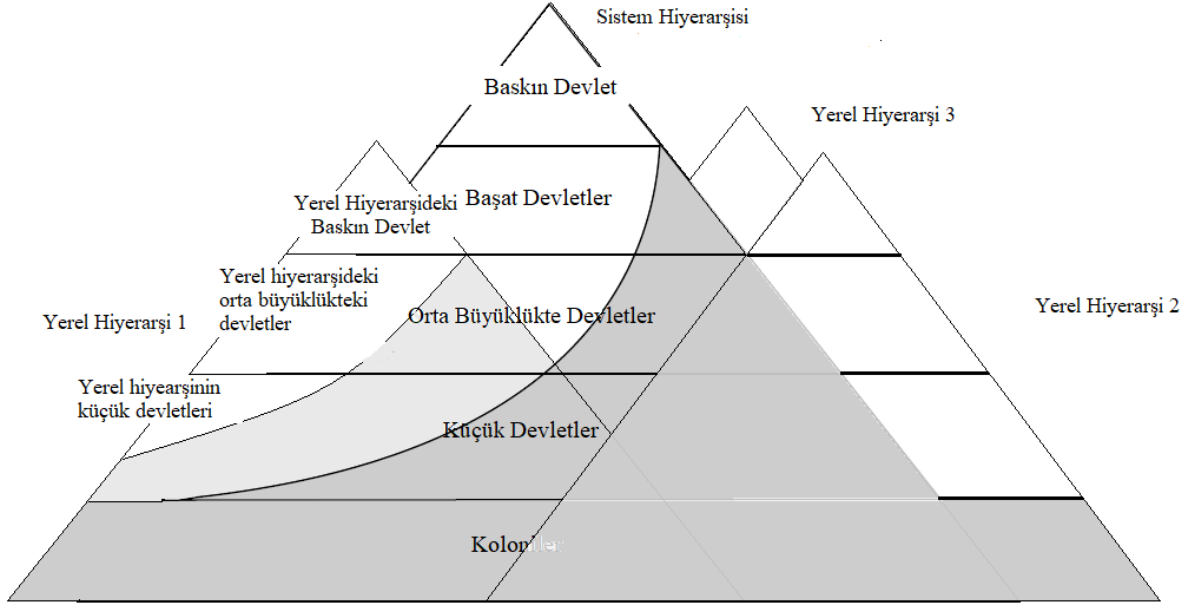 Sistem Hiyerarşisi
Baskın Devlet
Yerel Hiyerarşi 3
Yerel Hiyerarşideki
Baskın Devlet
Başat Devletler
Yerel hiyerarşideki
orta büyüklükteki
devletler
Yerel Hiyerarşi 1
Orta Büyüklükte Devletler
Yerel Hiyerarşi 2
Yerel hiyearşinin
küçük devletleri
Küçük Devletler
Koloniler